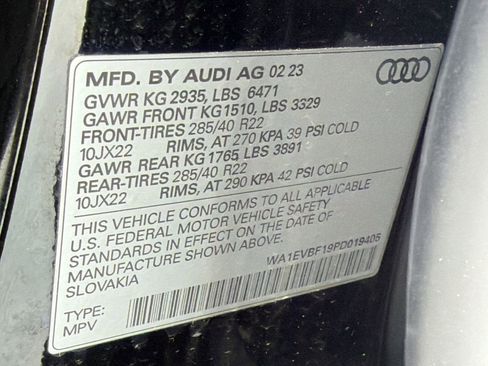 MFD. BY AUDI AG 02 23
GVWR KG 2935, LBS 6471
GAWR FRONT KG1510, LBS 3329
FRONT-TIRES 285/40 R22
10JX22 RIMS, AT 270 KPA 39 PSI COLD
GAWR REAR KG 1765, LBS 3891
REAR-TIRES 285/40 R22
10JX22 RIMS, AT 290 KPA 42 PSI COLD
THIS VEHICLE CONFORMS TO ALL APPLICABLE
U.S. FEDERAL MOTOR VEHICLE SAFETY
STANDARDS IN EFFECT ON THE DATE OF
MANUFACTURE SHOWN ABOVE.
SLOVAKIA
WA1EVBF19PD019405
TYPE:
MPV